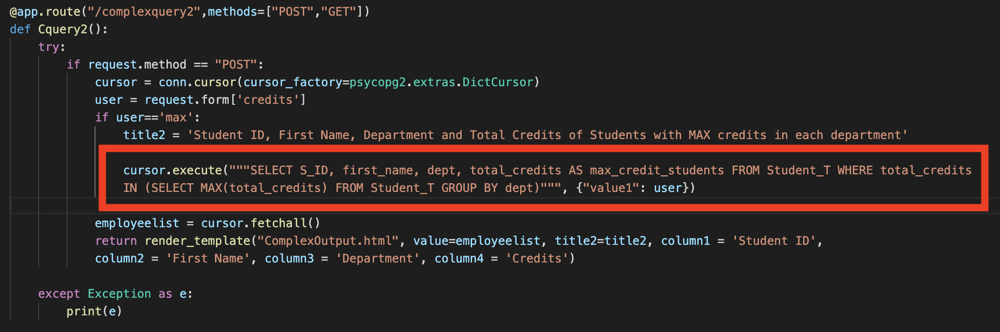 @app.route("/complexquery2",methods=["POST","GET"])
def Cquery2():
    try:
        if request.method == "POST":
            cursor = conn.cursor(cursor_factory=psycopg2.extras.DictCursor)
            user = request.form['credits']
            if user=='max':
                title2 = 'Student ID, First Name, Department and Total Credits of Students with MAX credits in each department'
                cursor.execute("""SELECT S_ID, first_name, dept, total_credits AS max_credit_students FROM Student_T WHERE total_credits
                IN (SELECT MAX(total_credits) FROM Student_T GROUP BY dept)""", {"value1": user})
            employeelist = cursor.fetchall()
            return render_template("ComplexOutput.html", value=employeelist, title2=title2, column1 = 'Student ID',
            column2 = 'First Name', column3 = 'Department', column4 = 'Credits')
    except Exception as e:
        print(e)